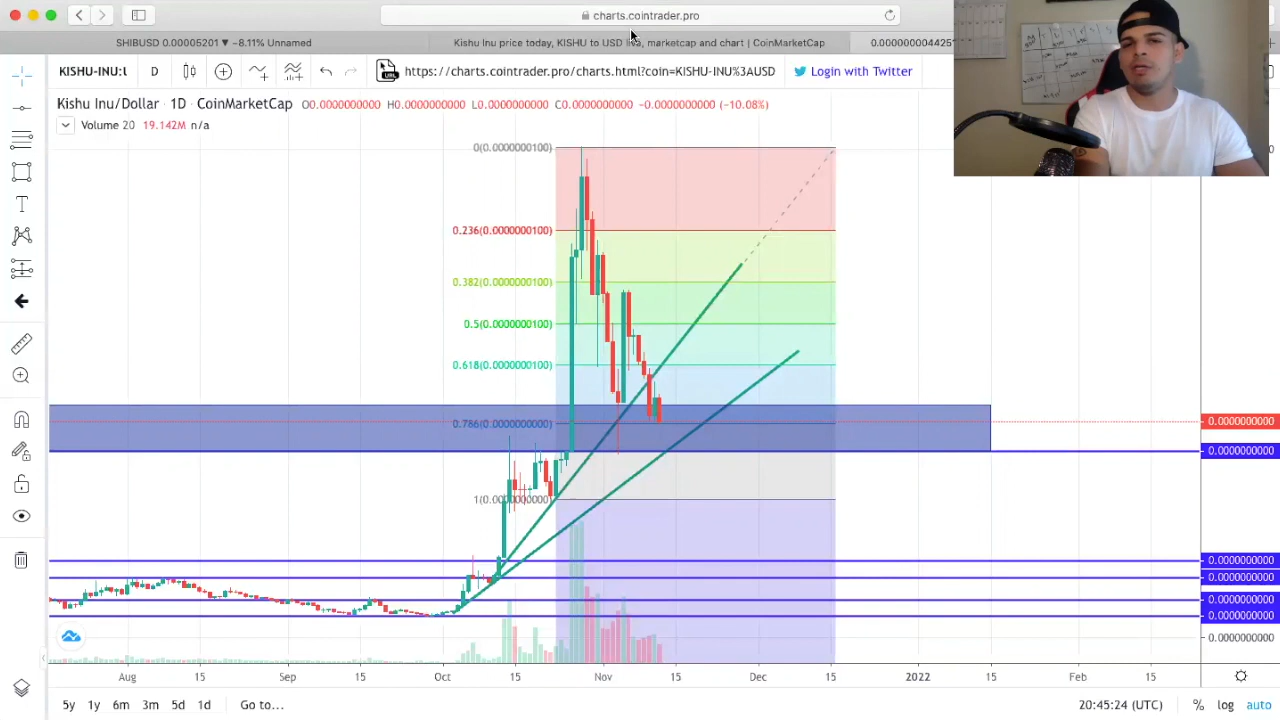 charts.cointrader.pro
SHIBUSD 0.00005201 ▼ −8.11% Unnamed
Kishu Inu price today, KISHU to USD live, marketcap and chart | CoinMarketCap
KISHU-INU:U
D
https://charts.cointrader.pro/charts.html?coin=KISHU-INU%3AUSD
Login with Twitter
Kishu Inu/Dollar · 1D · CoinMarketCap O0.0000000000 H0.0000000000 L0.0000000000 C0.0000000000 −0.0000000000 (−10.08%)
Volume 20 19.142M n/a
0(0.0000000100)
0.236(0.0000000100)
0.382(0.0000000100)
0.5(0.0000000100)
0.618(0.0000000100)
0.786(0.0000000000)
0.0000000000
0.0000000000
1(0.0000000000)
0.0000000000
0.0000000000
0.0000000000
0.0000000000
0.0000000000
Aug 15 Sep 15 Oct 15 Nov 15 Dec 15 2022 15 Feb 15
5y 1y 6m 3m 5d 1d Go to...
20:45:24 (UTC) % log auto